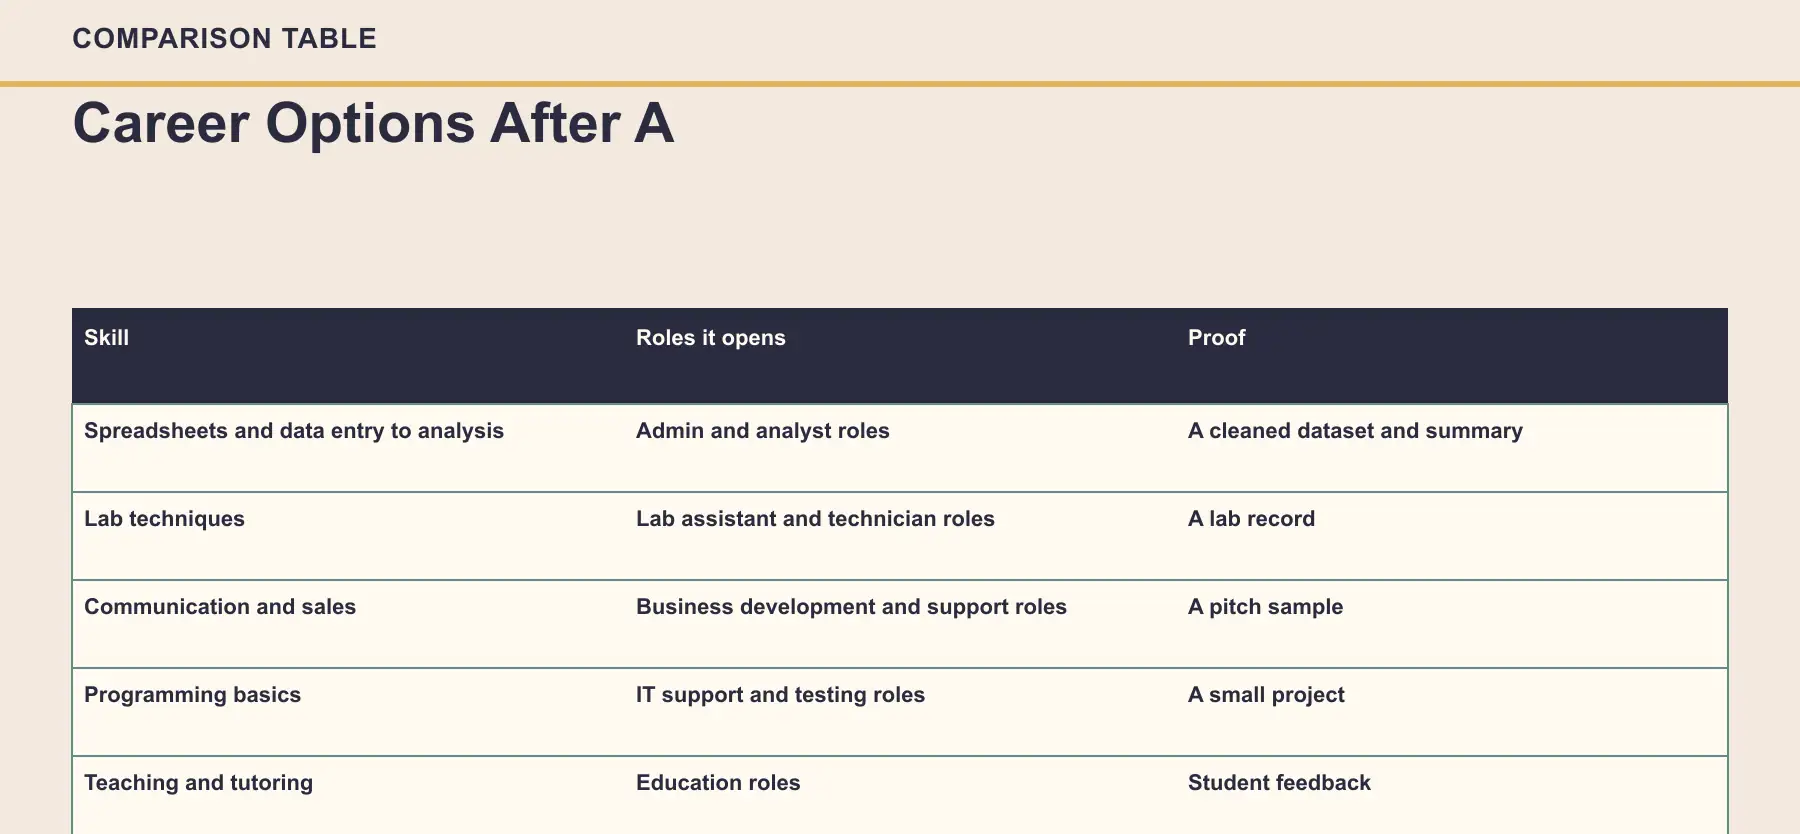 COMPARISON TABLE
Career Options After A
Skill Roles it opens Proof
Spreadsheets and data entry to analysis Admin and analyst roles A cleaned dataset and summary
Lab techniques Lab assistant and technician roles A lab record
Communication and sales Business development and support roles A pitch sample
Programming basics IT support and testing roles A small project
Teaching and tutoring Education roles Student feedback